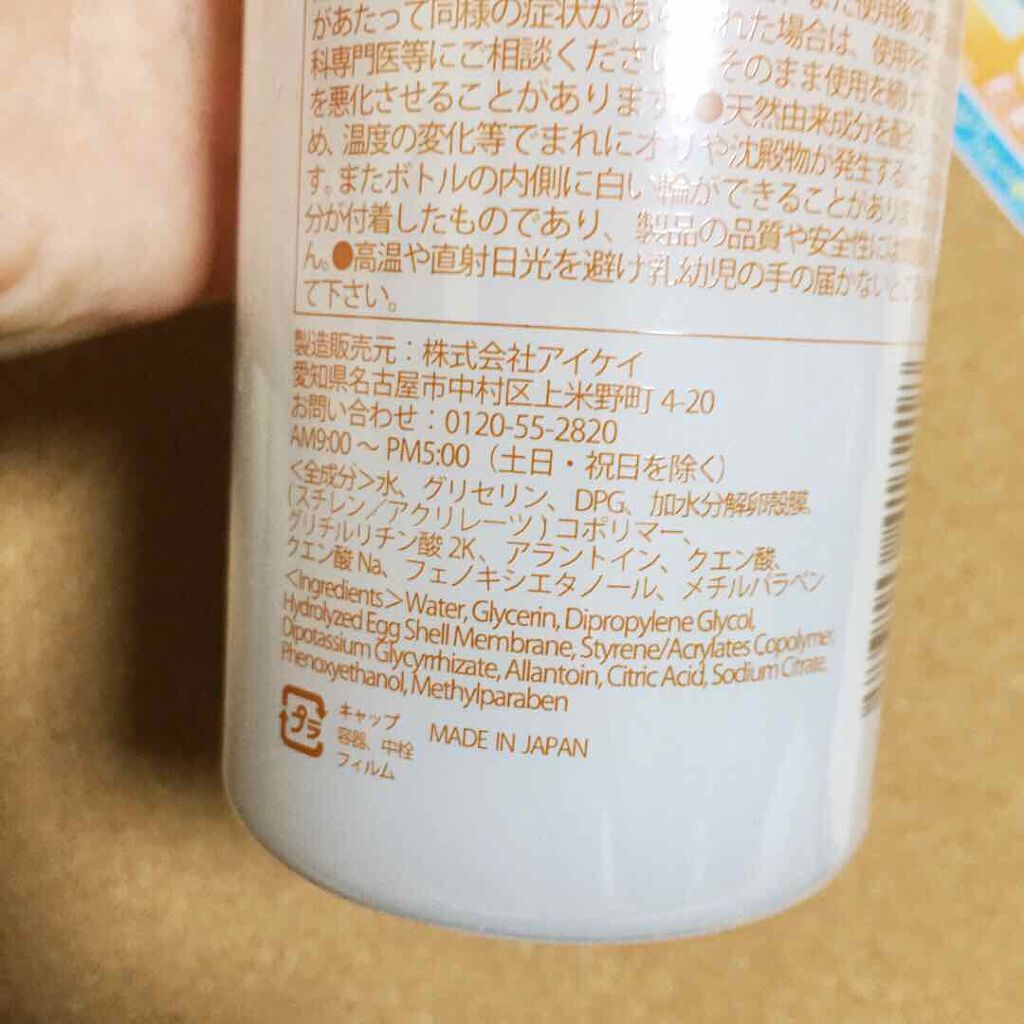 があたって同様の症状があ れた場合は、使用を
科専門医等にご相談くださ そのまま使用を続け
を悪化させることがあります ●天然由来成分を配合
め、温度の変化等でまれにオリや沈殿物が発生する
す。またボトルの内側に白い輪ができることがあり
分が付着したものであり、製品の品質や安全性には
ん。●高温や直射日光を避け乳幼児の手の届かないところ
て下さい。
製造販売元：株式会社アイケイ
愛知県名古屋市中村区上米野町 4-20
お問い合わせ：0120-55-2820
AM9:00 〜 PM5:00（土日・祝日を除く）
＜全成分＞水、グリセリン、DPG、加水分解卵殻膜、
（スチレン／アクリレーツ）コポリマー、
グリチルリチン酸 2K、アラントイン、クエン酸、
クエン酸 Na、フェノキシエタノール、メチルパラベン
＜Ingredients＞Water, Glycerin, Dipropylene Glycol,
Hydrolyzed Egg Shell Membrane, Styrene/Acrylates Copolymer,
Dipotassium Glycyrrhizate, Allantoin, Citric Acid, Sodium Citrate,
Phenoxyethanol, Methylparaben
プラ
キャップ
容器、中栓
フィルム
MADE IN JAPAN